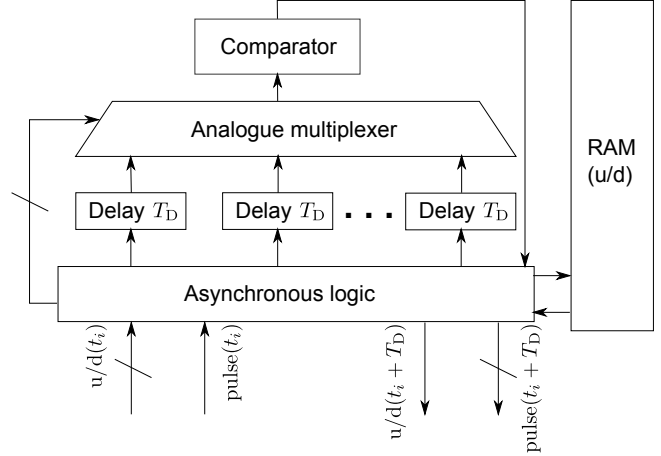 Comparator
Analogue multiplexer
RAM
(u/d)
Delay T_D
Delay T_D
. . .
Delay T_D
Asynchronous logic
u/d(t_i)
pulse(t_i)
u/d(t_i + T_D)
pulse(t_i + T_D)